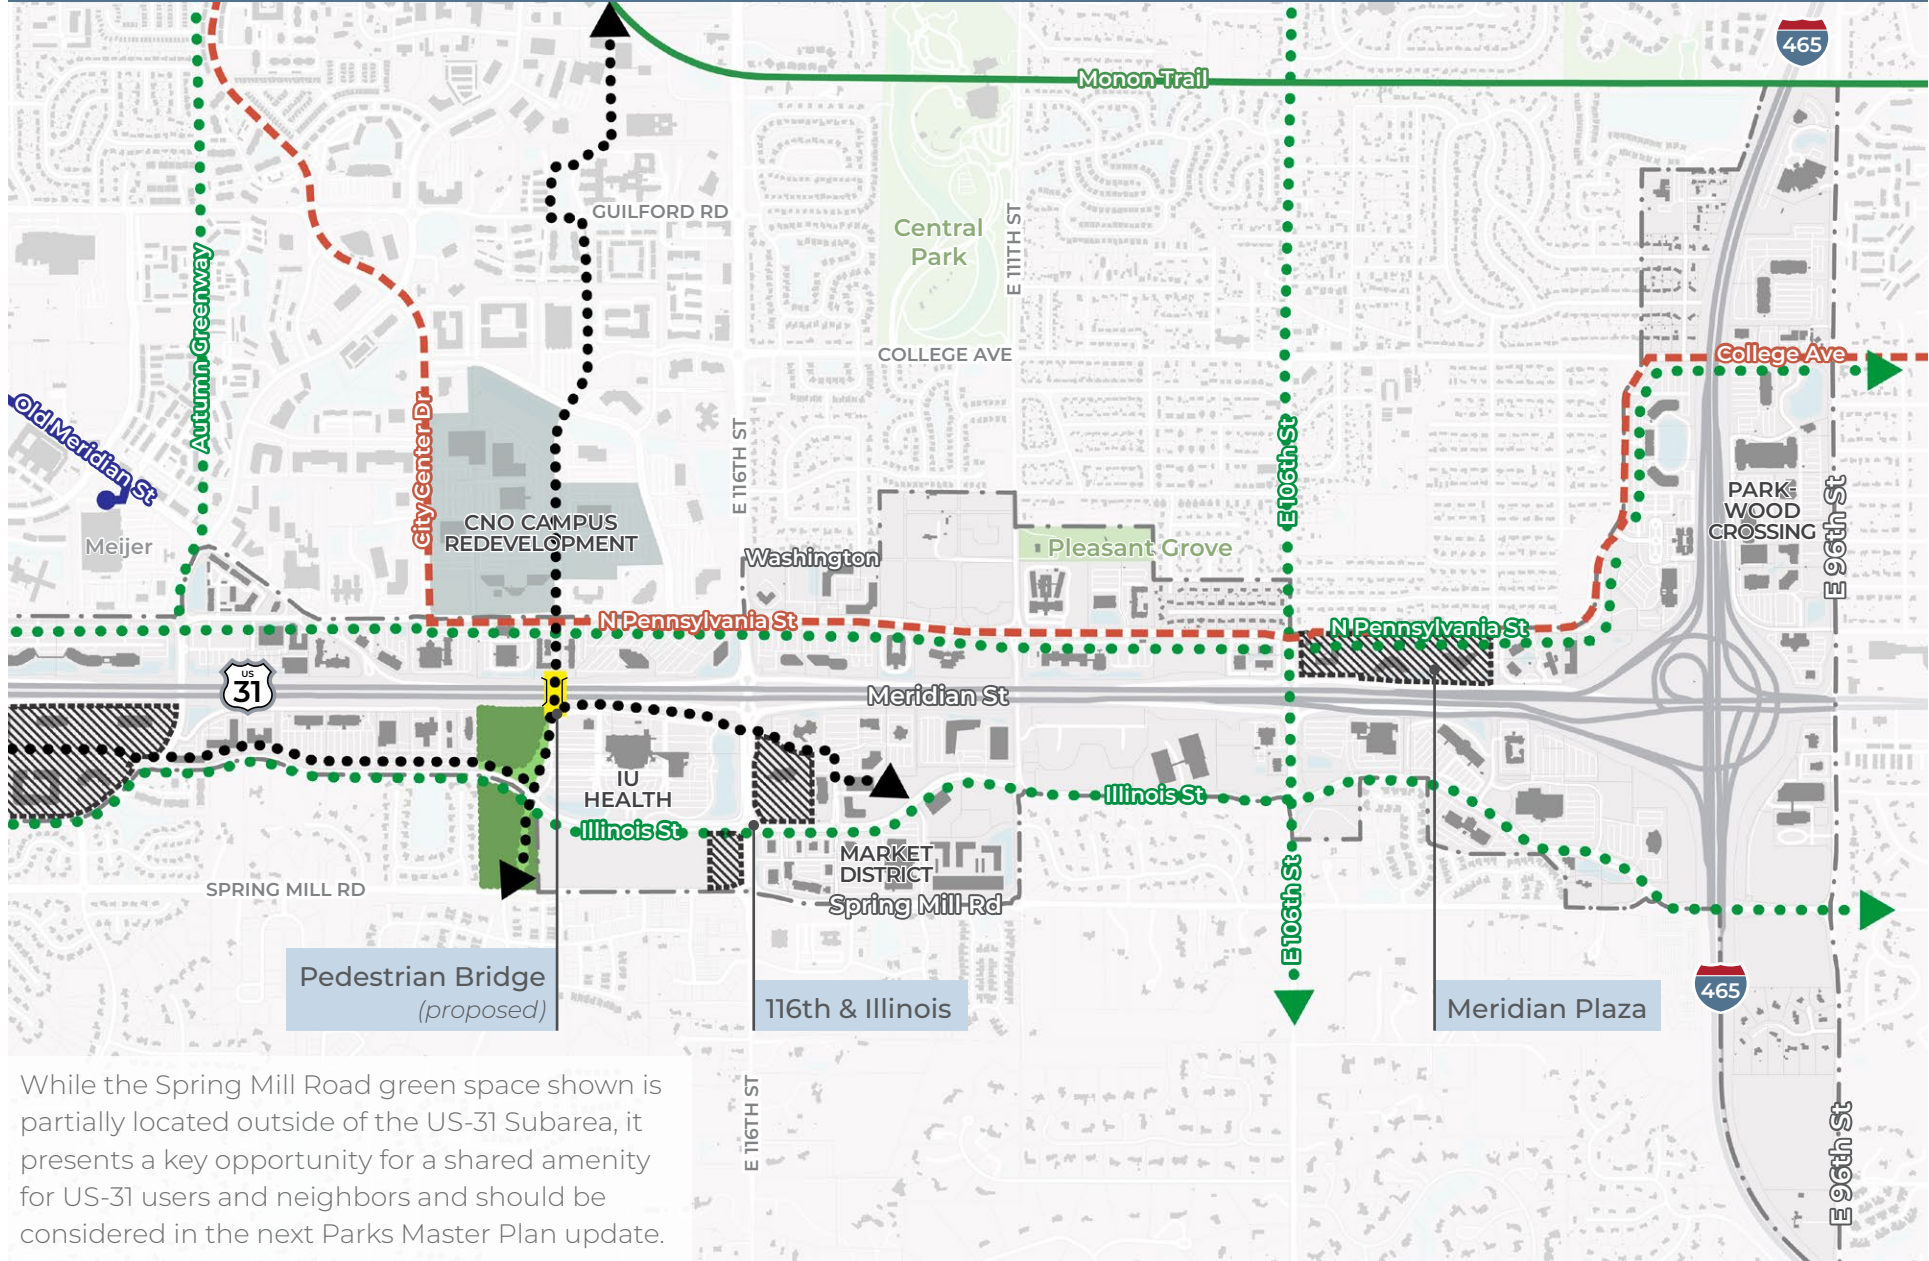 465
Monon Trail
GUILFORD RD
Central
Park
E 111TH ST
Autumn Greenway
COLLEGE AVE
College Ave
Old Meridian St
City Center Dr
E 116TH ST
E 106th St
PARK-
WOOD
CROSSING
E 96th St
CNO CAMPUS
REDEVELOPMENT
Meijer
Washington
Pleasant Grove
N Pennsylvania St
N Pennsylvania St
US
31
Meridian St
IU
HEALTH
Illinois St
Illinois St
MARKET
DISTRICT
SPRING MILL RD
Spring Mill Rd
E 106th St
Pedestrian Bridge
(proposed)
116th & Illinois
Meridian Plaza
465
E 116TH ST
E 96th St
While the Spring Mill Road green space shown is
partially located outside of the US-31 Subarea, it
presents a key opportunity for a shared amenity
for US-31 users and neighbors and should be
considered in the next Parks Master Plan update.